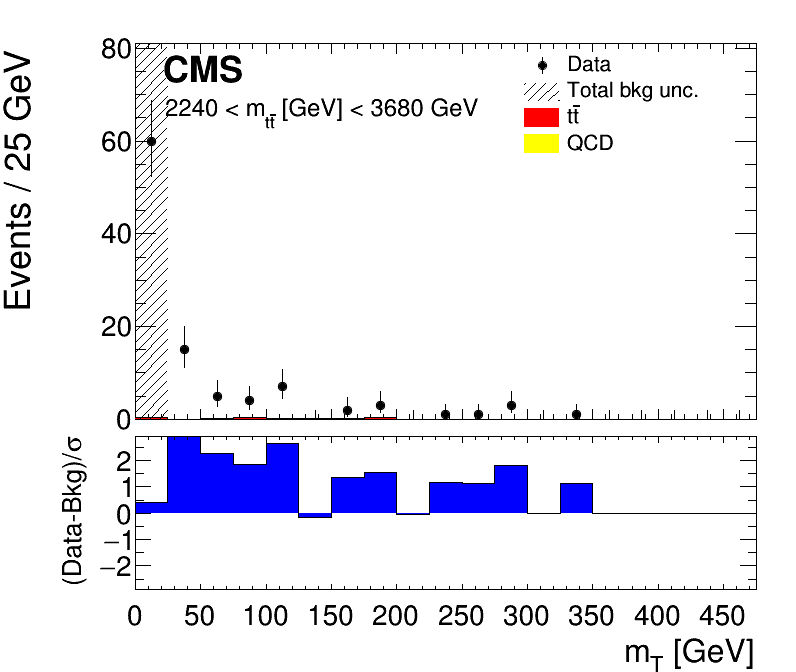 Events / 25 GeV
80
60
40
20
0
CMS
2240 < m_tt̄ [GeV] < 3680 GeV
Data
Total bkg unc.
tt̄
QCD
(Data-Bkg)/σ
2
1
0
−1
−2
0 50 100 150 200 250 300 350 400 450
m_T [GeV]